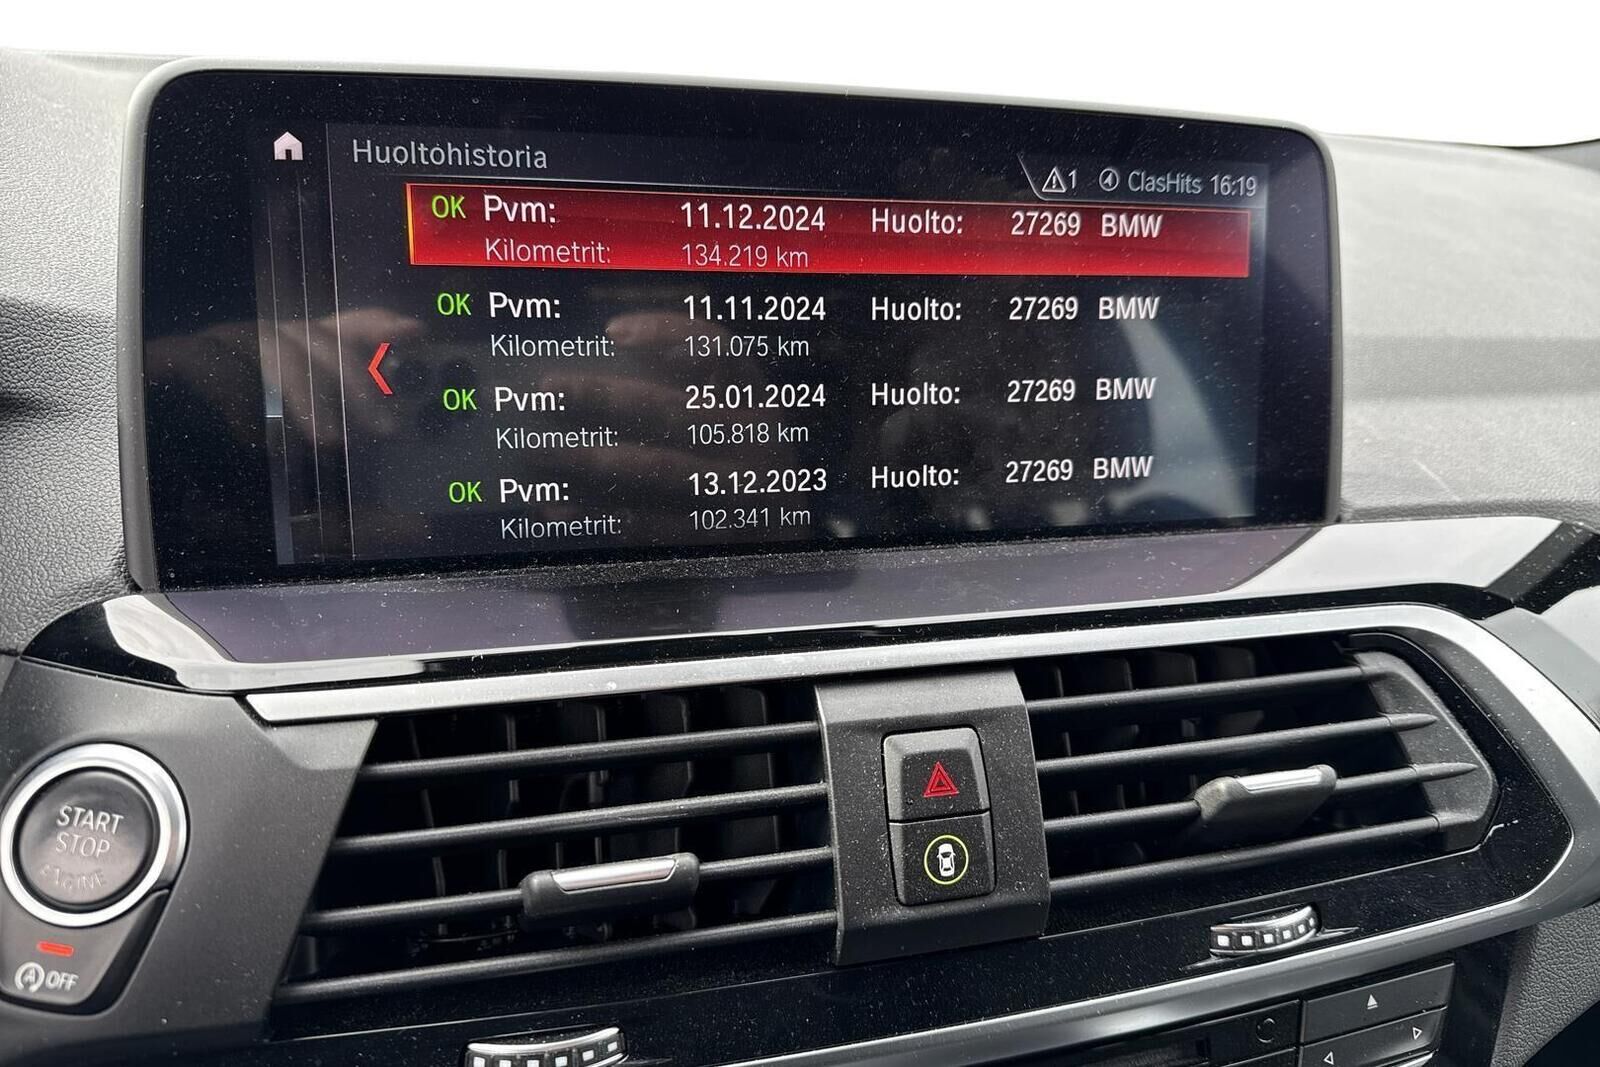 Huoltohistoria
1 ClasHits 16:19
OK Pvm: 11.12.2024 Huolto: 27269 BMW
Kilometrit: 134.219 km
OK Pvm: 11.11.2024 Huolto: 27269 BMW
Kilometrit: 131.075 km
OK Pvm: 25.01.2024 Huolto: 27269 BMW
Kilometrit: 105.818 km
OK Pvm: 13.12.2023 Huolto: 27269 BMW
Kilometrit: 102.341 km
START
STOP
ENGINE
A OFF